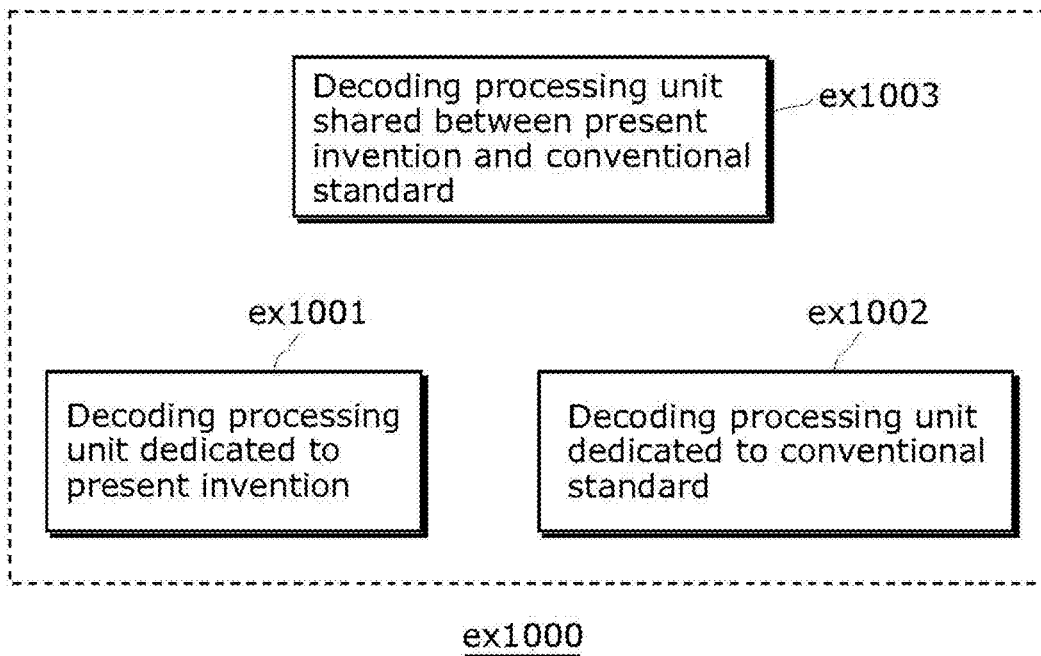 Decoding processing unit
shared between present
invention and conventional
standard
ex1003
ex1001
Decoding processing
unit dedicated to
present invention
ex1002
Decoding processing unit
dedicated to conventional
standard
ex1000